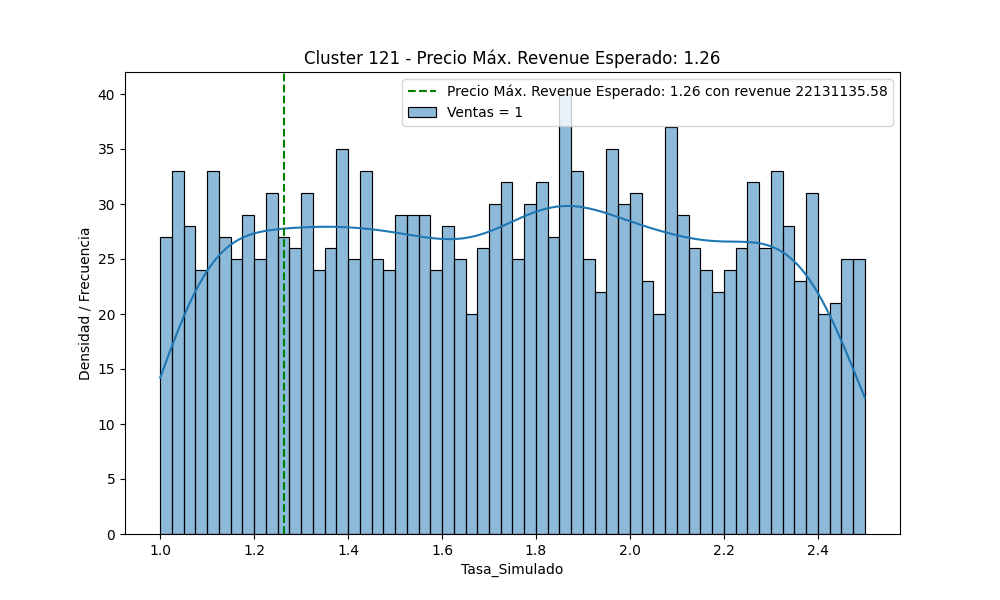 Cluster 121 - Precio Máx. Revenue Esperado: 1.26
Precio Máx. Revenue Esperado: 1.26 con revenue 22131135.58
Ventas = 1
Densidad / Frecuencia
40
35
30
25
20
15
10
5
0
1.0 1.2 1.4 1.6 1.8 2.0 2.2 2.4
Tasa_Simulado